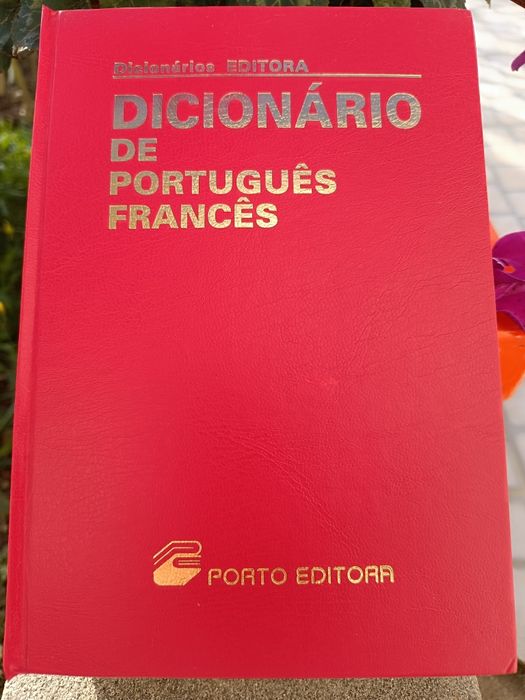 Dicionários EDITORA
DICIONÁRIO
DE
PORTUGUÊS
FRANCÊS
PORTO EDITORA